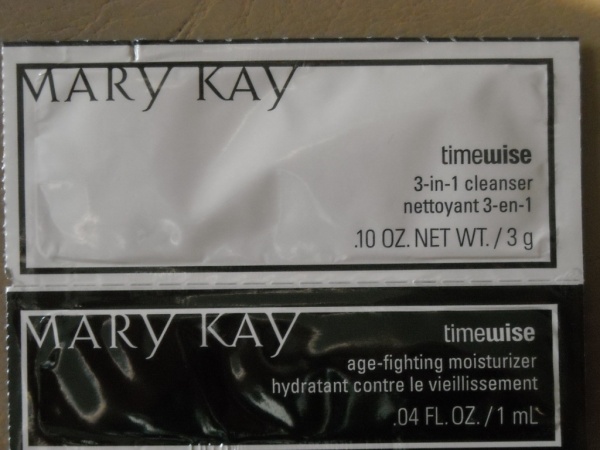 MARY KAY
timewise
3-in-1 cleanser
nettoyant 3-en-1
.10 OZ. NET WT. / 3 g
MARY KAY
timewise
age-fighting moisturizer
hydratant contre le vieillissement
.04 FL. OZ. / 1 mL